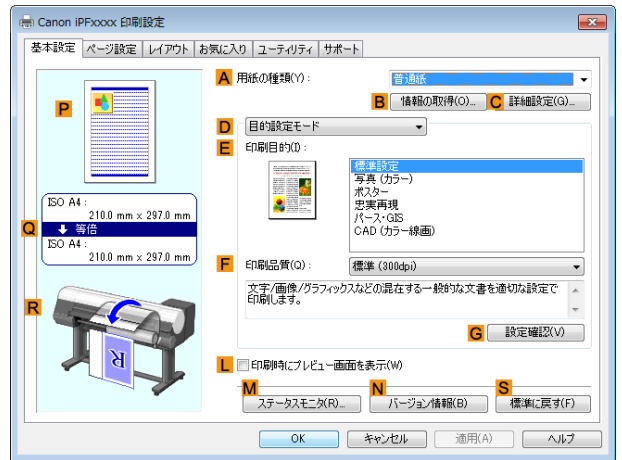 Canon iPFxxxx 印刷設定
基本設定 ページ設定 レイアウト お気に入り ユーティリティ サポート
A 用紙の種類(Y)： 普通紙
B 情報の取得(O)... C 詳細設定(G)...
P
D 目的設定モード
E 印刷目的(I)：
標準設定
写真 (カラー)
ポスター
忠実再現
パース・GIS
CAD (カラー線画)
ISO A4：
210.0 mm × 297.0 mm
Q 等倍
ISO A4：
210.0 mm × 297.0 mm
F 印刷品質(Q)： 標準 (300dpi)
文字/画像/グラフィックスなどの混在する一般的な文書を適切な設定で
印刷します。
R
G 設定確認(V)
R
L 印刷時にプレビュー画面を表示(W)
M N S
ステータスモニタ(R)... バージョン情報(B) 標準に戻す(F)
OK キャンセル 適用(A) ヘルプ